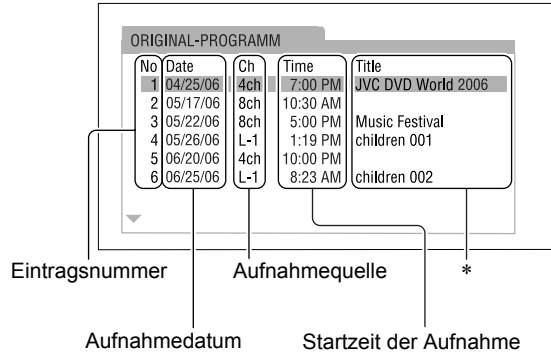 ORIGINAL-PROGRAMM
No Date Ch Time Title
1 04/25/06 4ch 7:00 PM JVC DVD World 2006
2 05/17/06 8ch 10:30 AM
3 05/22/06 8ch 5:00 PM Music Festival
4 05/26/06 L-1 1:19 PM children 001
5 06/20/06 4ch 10:00 PM
6 06/25/06 L-1 8:23 AM children 002
Eintragsnummer Aufnahmequelle *
Aufnahmedatum Startzeit der Aufnahme